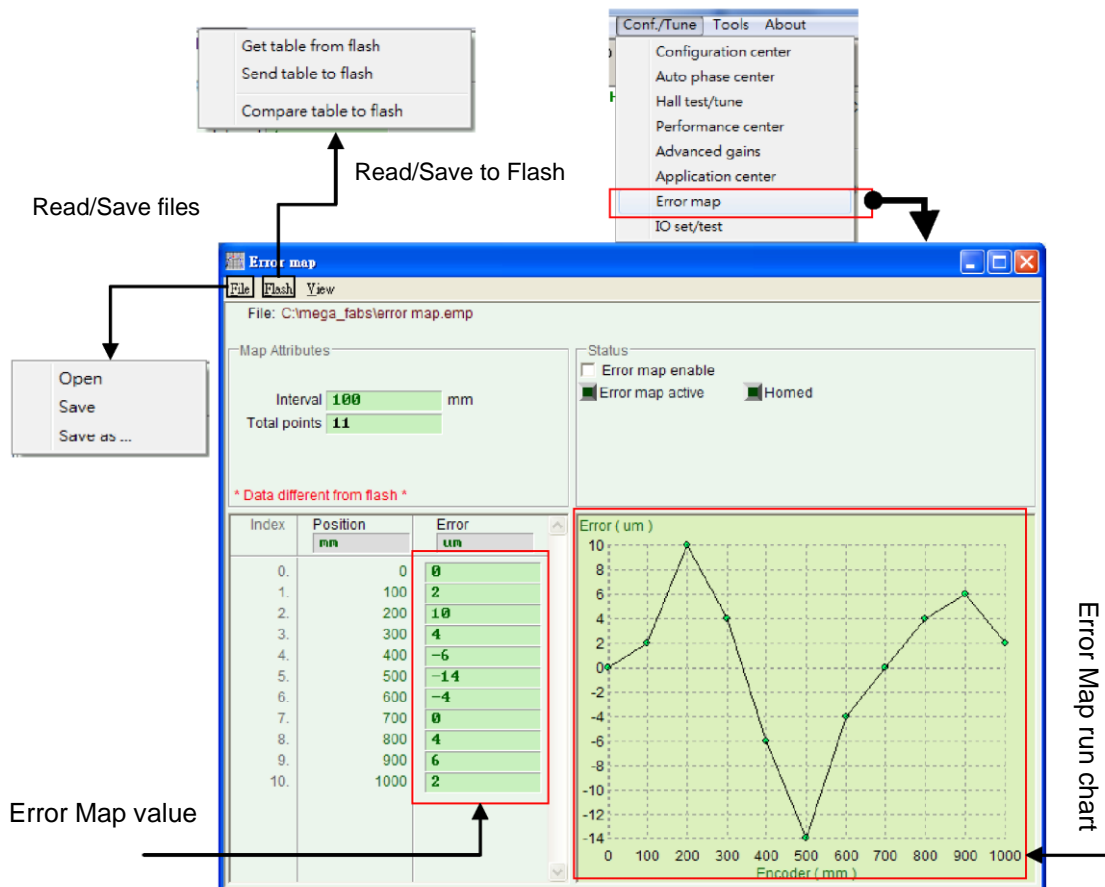 Get table from flash
Send table to flash
Compare table to flash
Conf./Tune Tools About
Configuration center
Auto phase center
Hall test/tune
Performance center
Advanced gains
Application center
Error map
IO set/test
Read/Save to Flash
Read/Save files
Error map
File Flash View
File: C:\mega_fabs\error map.emp
Open
Save
Save as ...
Map Attributes
Interval 100 mm
Total points 11
* Data different from flash *
Status
Error map enable
Error map active Homed
Index Position Error
mm um
0. 0 0
1. 100 2
2. 200 10
3. 300 4
4. 400 -6
5. 500 -14
6. 600 -4
7. 700 0
8. 800 4
9. 900 6
10. 1000 2
Error Map value
Error ( um )
10
8
6
4
2
0
-2
-4
-6
-8
-10
-12
-14
0 100 200 300 400 500 600 700 800 900 1000
Encoder ( mm )
Error Map run chart